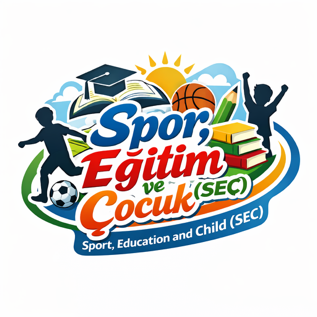 Spor,
Eğitim
ve
Çocuk (SEÇ)
Sport, Education and Child (SEC)